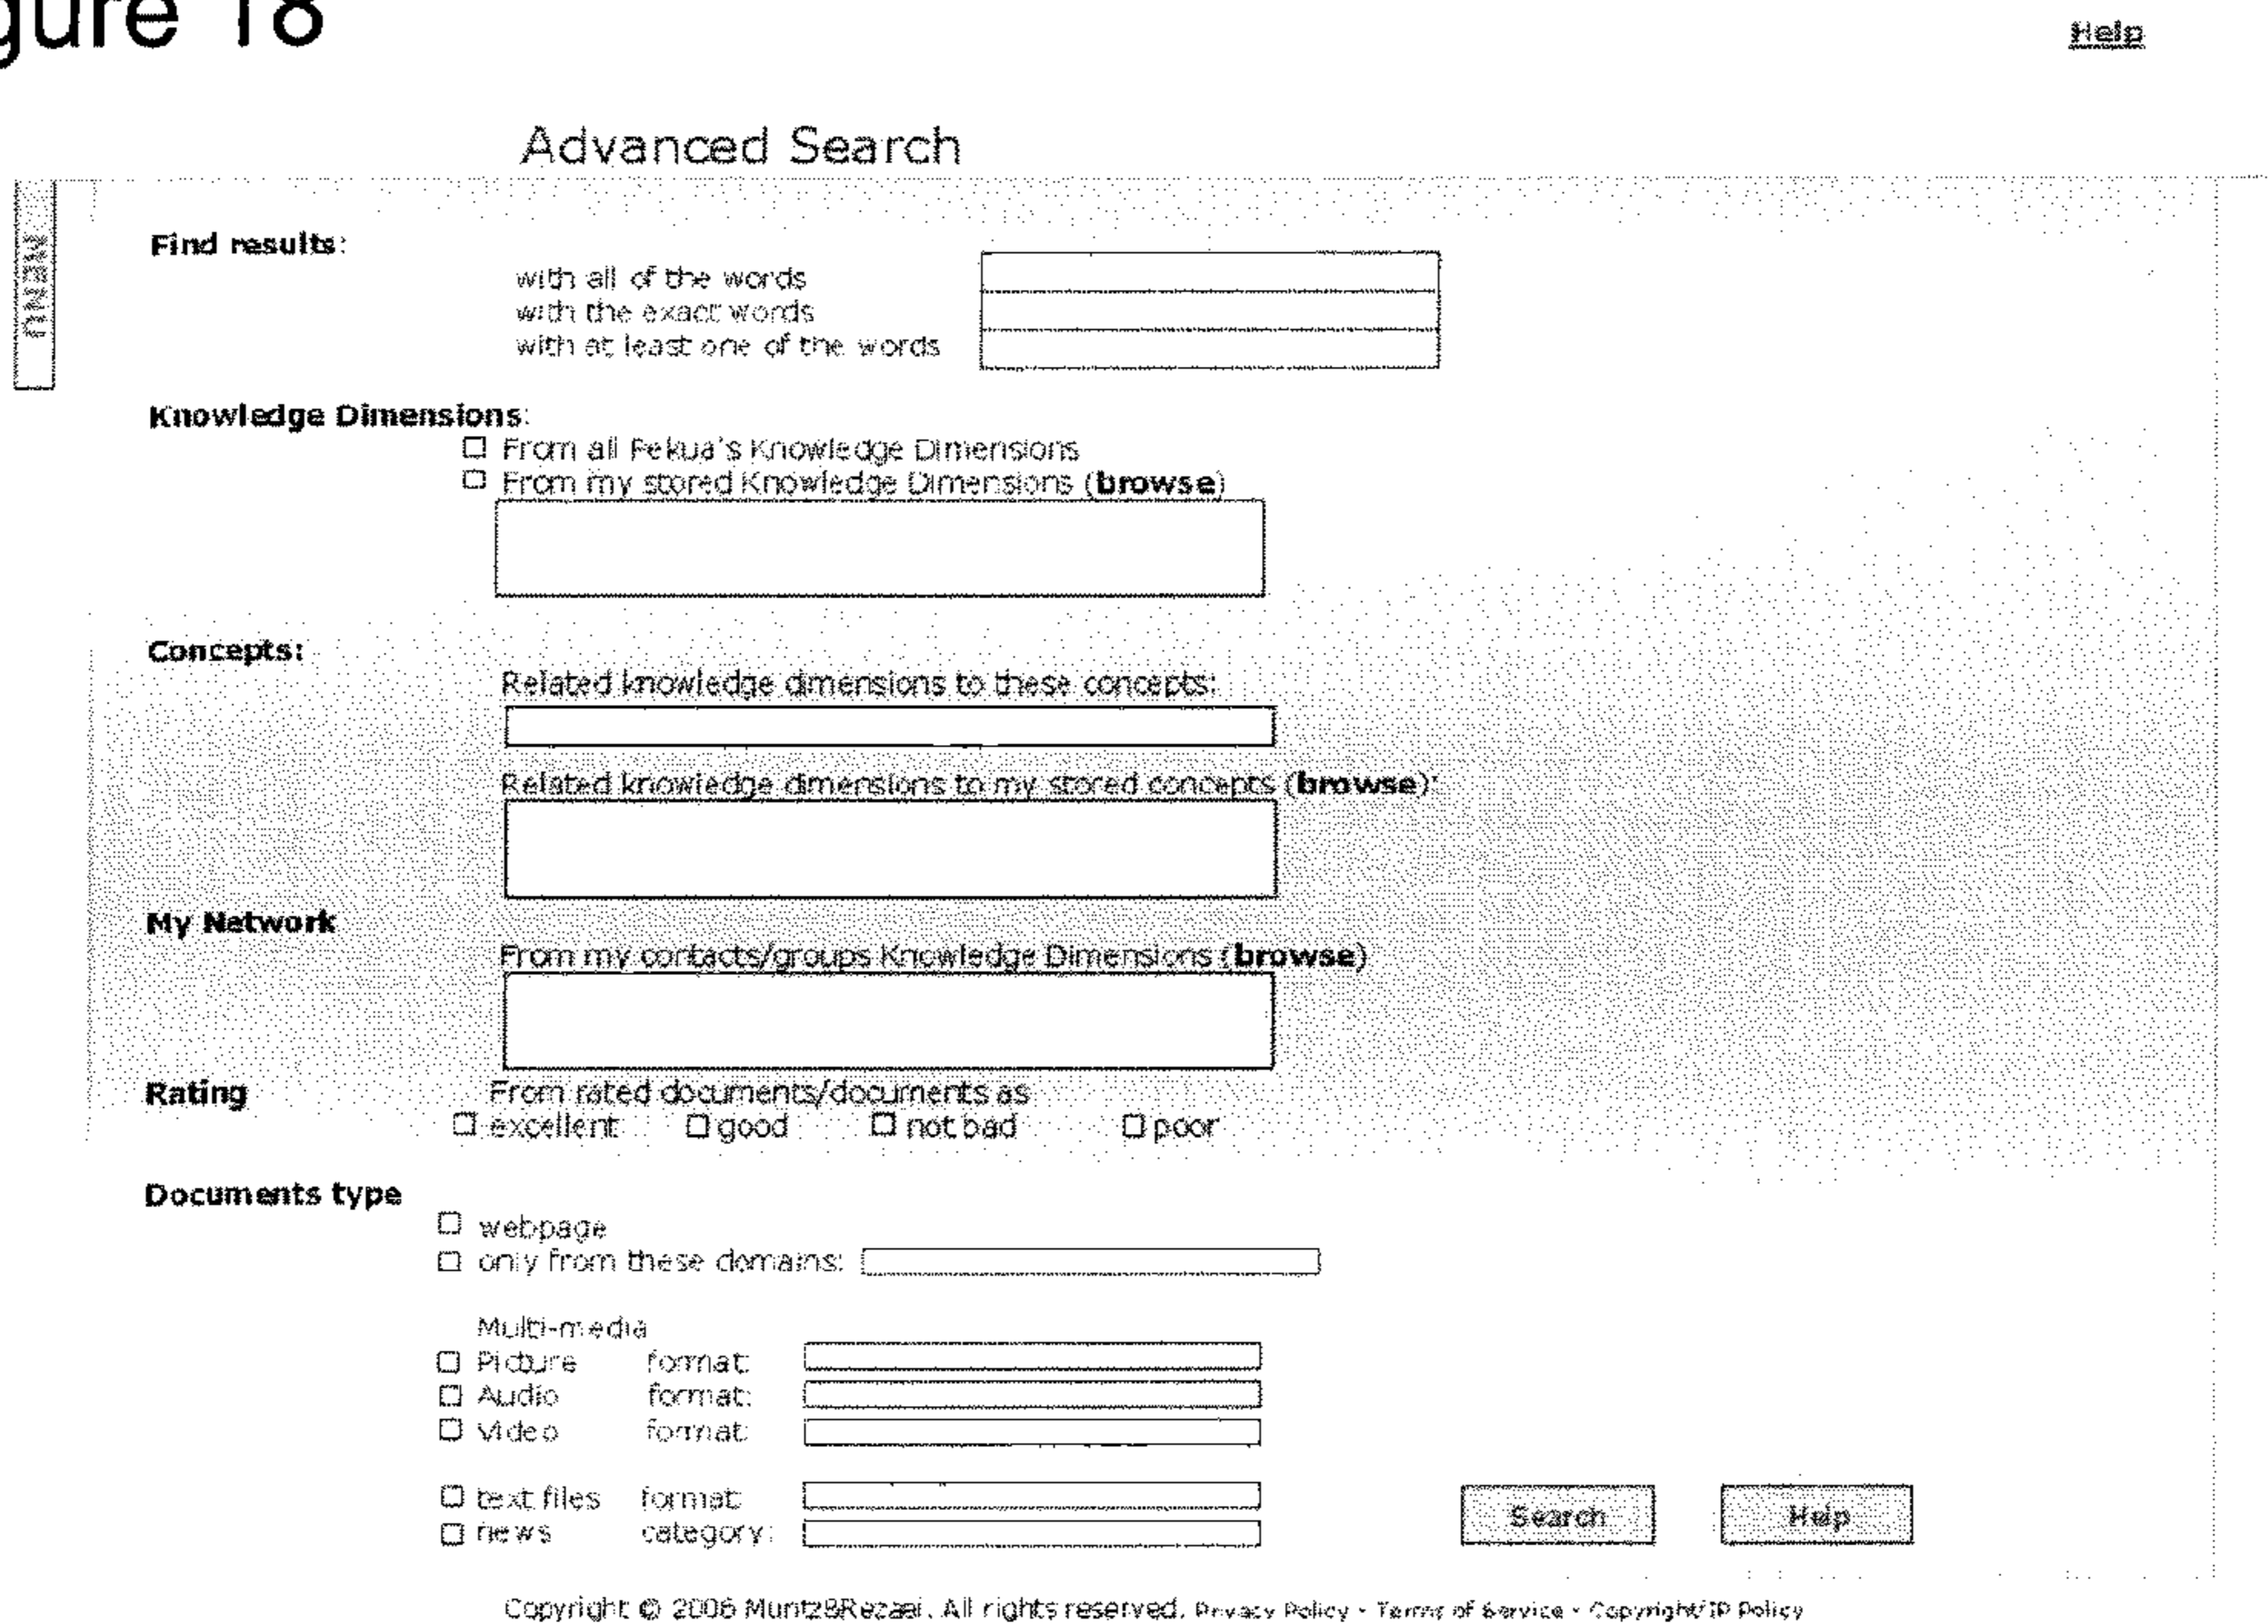 gure 18
Help
Advanced Search
MENU
Find results:
with all of the words
with the exact words
with at least one of the words
Knowledge Dimensions:
From all Pekua's Knowledge Dimensions
From my stored Knowledge Dimensions (browse)
Concepts:
Related knowledge dimensions to these concepts:
Related knowledge dimensions to my stored concepts (browse):
My Network
From my contacts/groups Knowledge Dimensions (browse)
Rating From rated documents/documents as
excellent good not bad poor
Documents type
webpage
only from these domains:
Multi-media
Picture format:
Audio format:
Video format:
text files format:
news category:
Search Help
Copyright © 2006 Muntz&Rezaei. All rights reserved. Privacy Policy - Terms of Service - Copyright/IP Policy